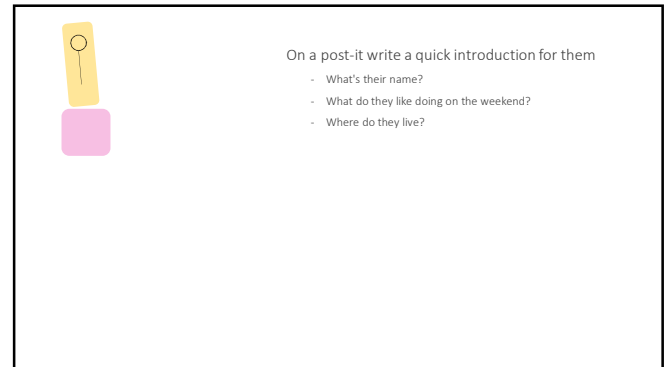 On a post-it write a quick introduction for them
- What's their name?
- What do they like doing on the weekend?
- Where do they live?